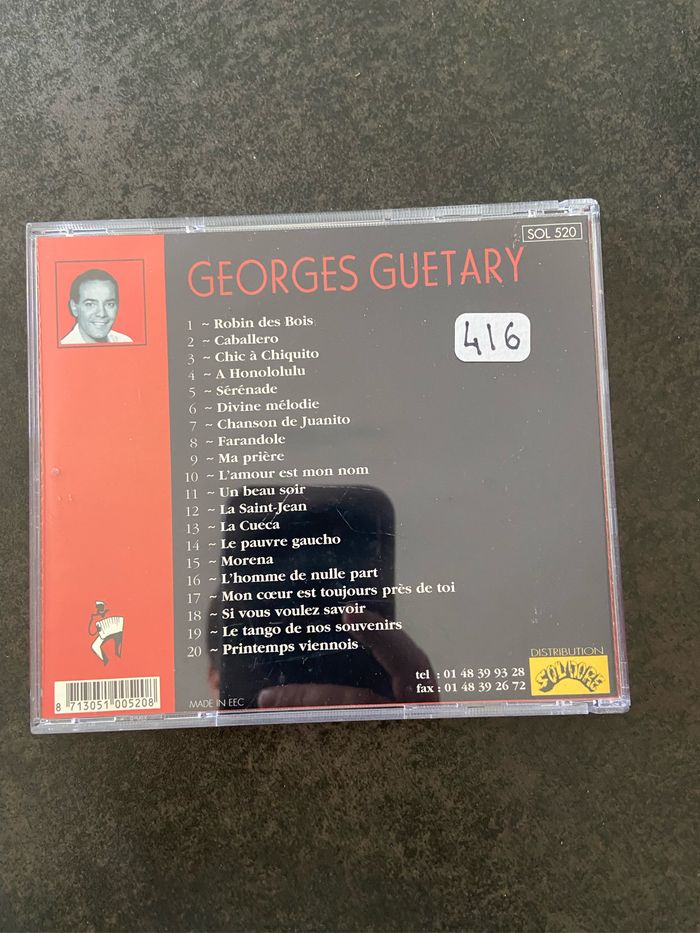 SOL 520
GEORGES GUETARY
416
1 ~ Robin des Bois
2 ~ Caballero
3 ~ Chic à Chiquito
4 ~ A Honololulu
5 ~ Sérénade
6 ~ Divine mélodie
7 ~ Chanson de Juanito
8 ~ Farandole
9 ~ Ma prière
10 ~ L'amour est mon nom
11 ~ Un beau soir
12 ~ La Saint-Jean
13 ~ La Cueca
14 ~ Le pauvre gaucho
15 ~ Morena
16 ~ L'homme de nulle part
17 ~ Mon cœur est toujours près de toi
18 ~ Si vous voulez savoir
19 ~ Le tango de nos souvenirs
20 ~ Printemps viennois
DISTRIBUTION
SOLDORE
tel : 01 48 39 93 28
fax : 01 48 39 26 72
MADE IN EEC
8 713051 005208